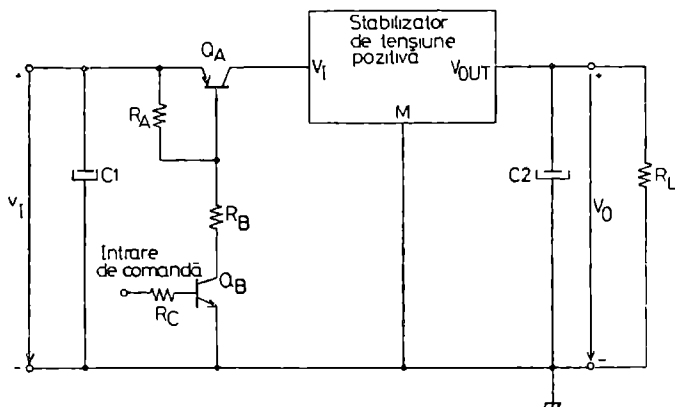 Stabilizator
de tensiune
pozitivă
Q_A
V_I
V_OUT
M
R_A
C1
C2
R_L
V_I
V_O
R_B
Intrare
de comandă
Q_B
R_C
+
-
+
-